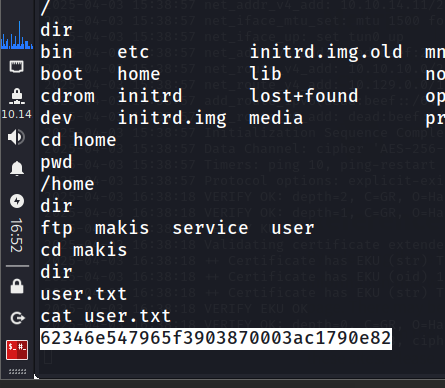 /
dir
bin etc initrd.img.old mn
boot home lib no
cdrom initrd lost+found op
dev initrd.img media pr
cd home
pwd
/home
dir
ftp makis service user
cd makis
dir
user.txt
cat user.txt
62346e547965f3903870003ac1790e82
10.14
16:52